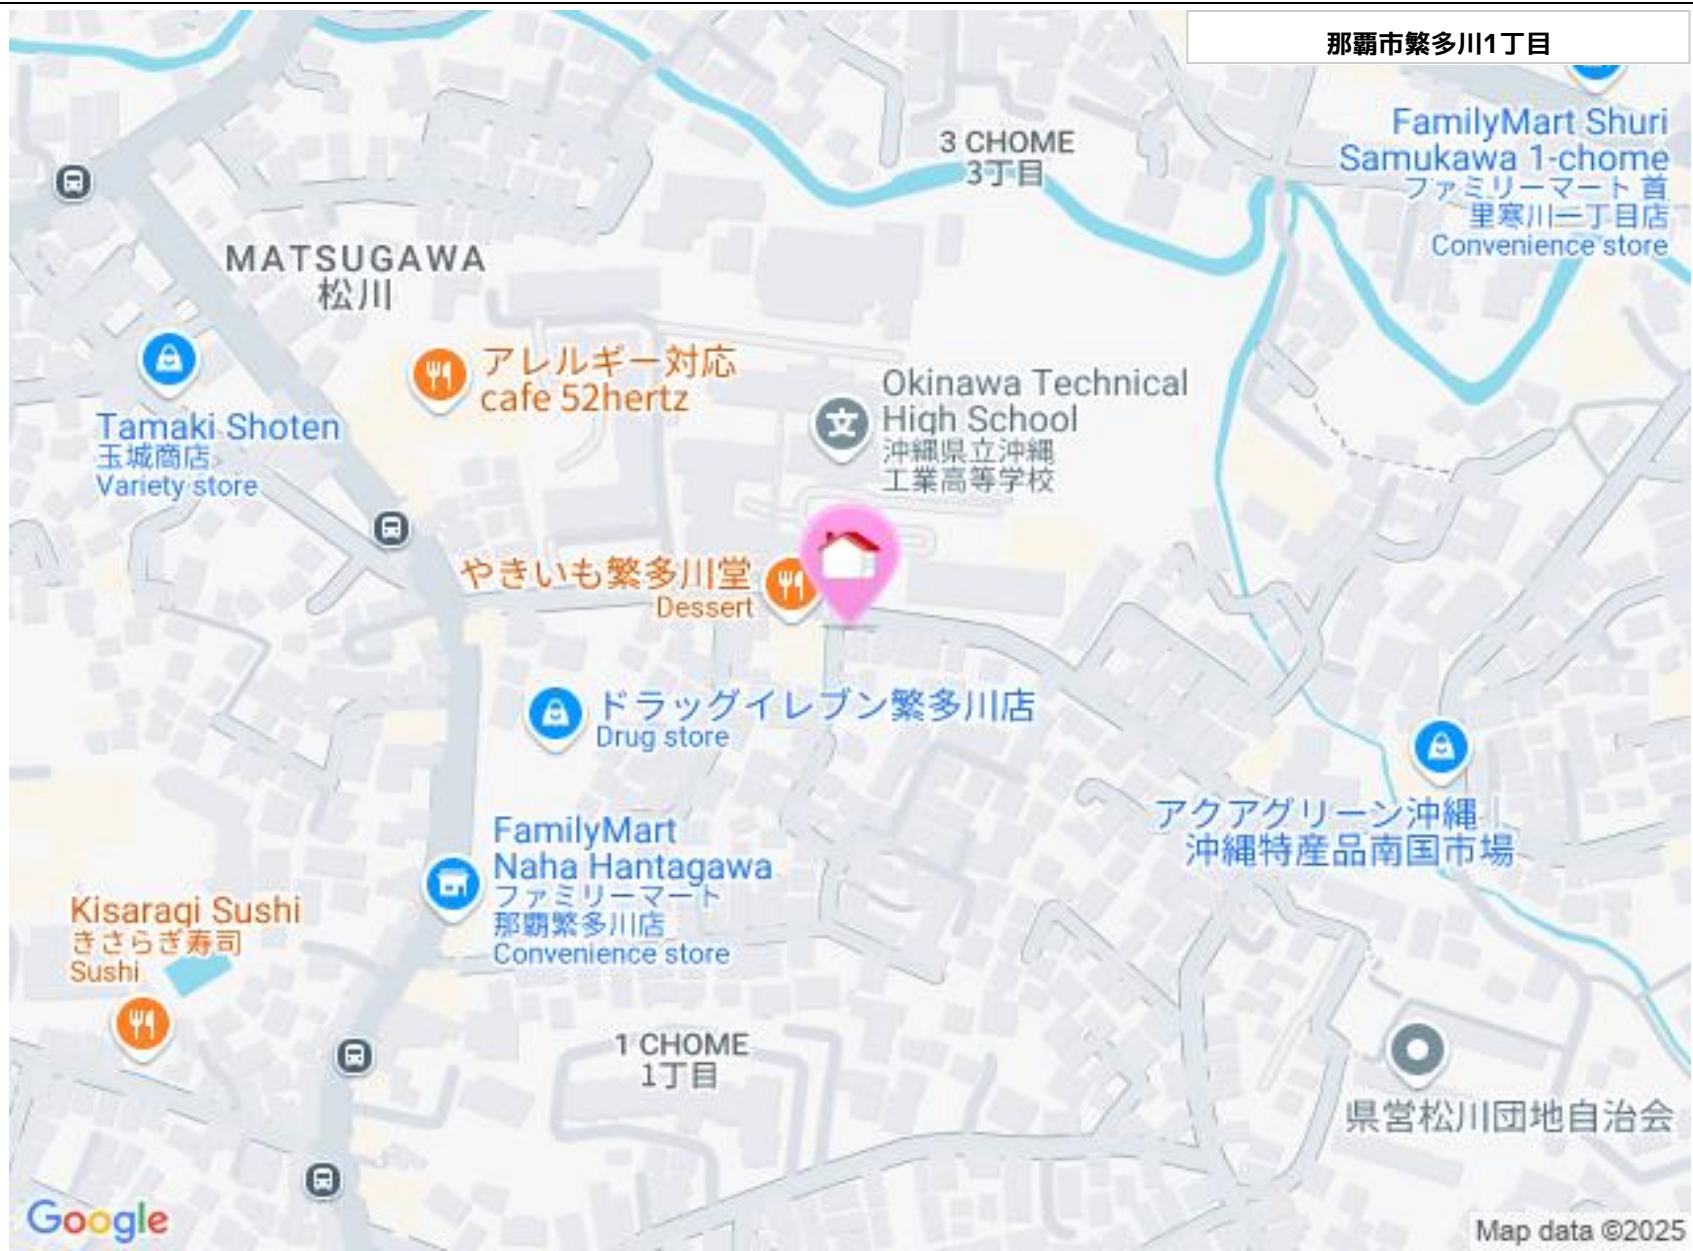 那覇市繁多川1丁目
FamilyMart Shuri
Samukawa 1-chome
ファミリーマート 首
里寒川一丁目店
Convenience store
3 CHOME
3丁目
MATSUGAWA
松川
アレルギー対応
cafe 52hertz
Okinawa Technical
High School
沖縄県立沖縄
工業高等学校
Tamaki Shoten
玉城商店
Variety store
やきいも繁多川堂
Dessert
ドラッグイレブン繁多川店
Drug store
アクアグリーン沖縄｜
沖縄特産品南国市場
FamilyMart
Naha Hantagawa
ファミリーマート
那覇繁多川店
Convenience store
Kisaragi Sushi
きさらぎ寿司
Sushi
1 CHOME
1丁目
県営松川団地自治会
Google
Map data ©2025